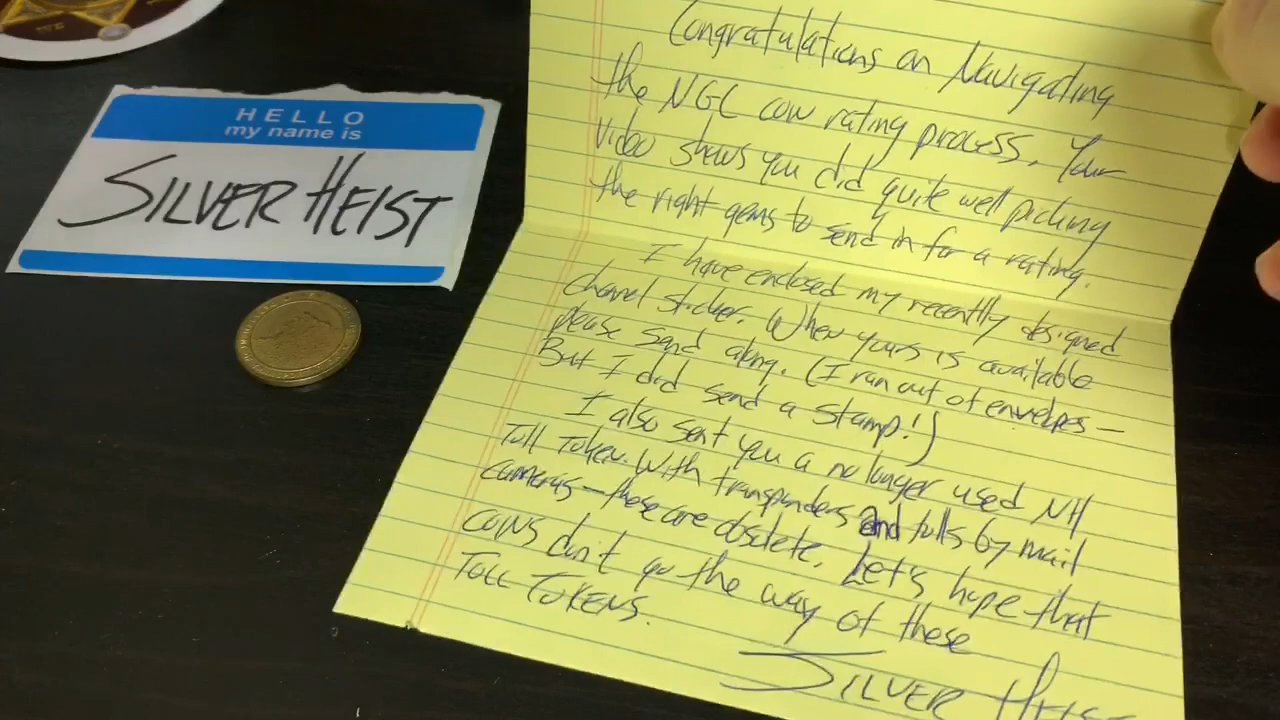 HELLO
my name is
SILVER HEIST
Congratulations on Navigating
the NGC coin rating process. Your
video shows you did quite well picking
the right gems to send in for a rating.
I have enclosed my recently designed
channel sticker. When yours is available
please send along. (I ran out of envelopes —
But I did send a stamp!)
I also sent you a no longer used NH
Toll Token. With transponders and tolls by mail
cameras — these are obsolete. Let's hope that
coins don't go the way of these
TOLL TOKENS.
SILVER HEIST